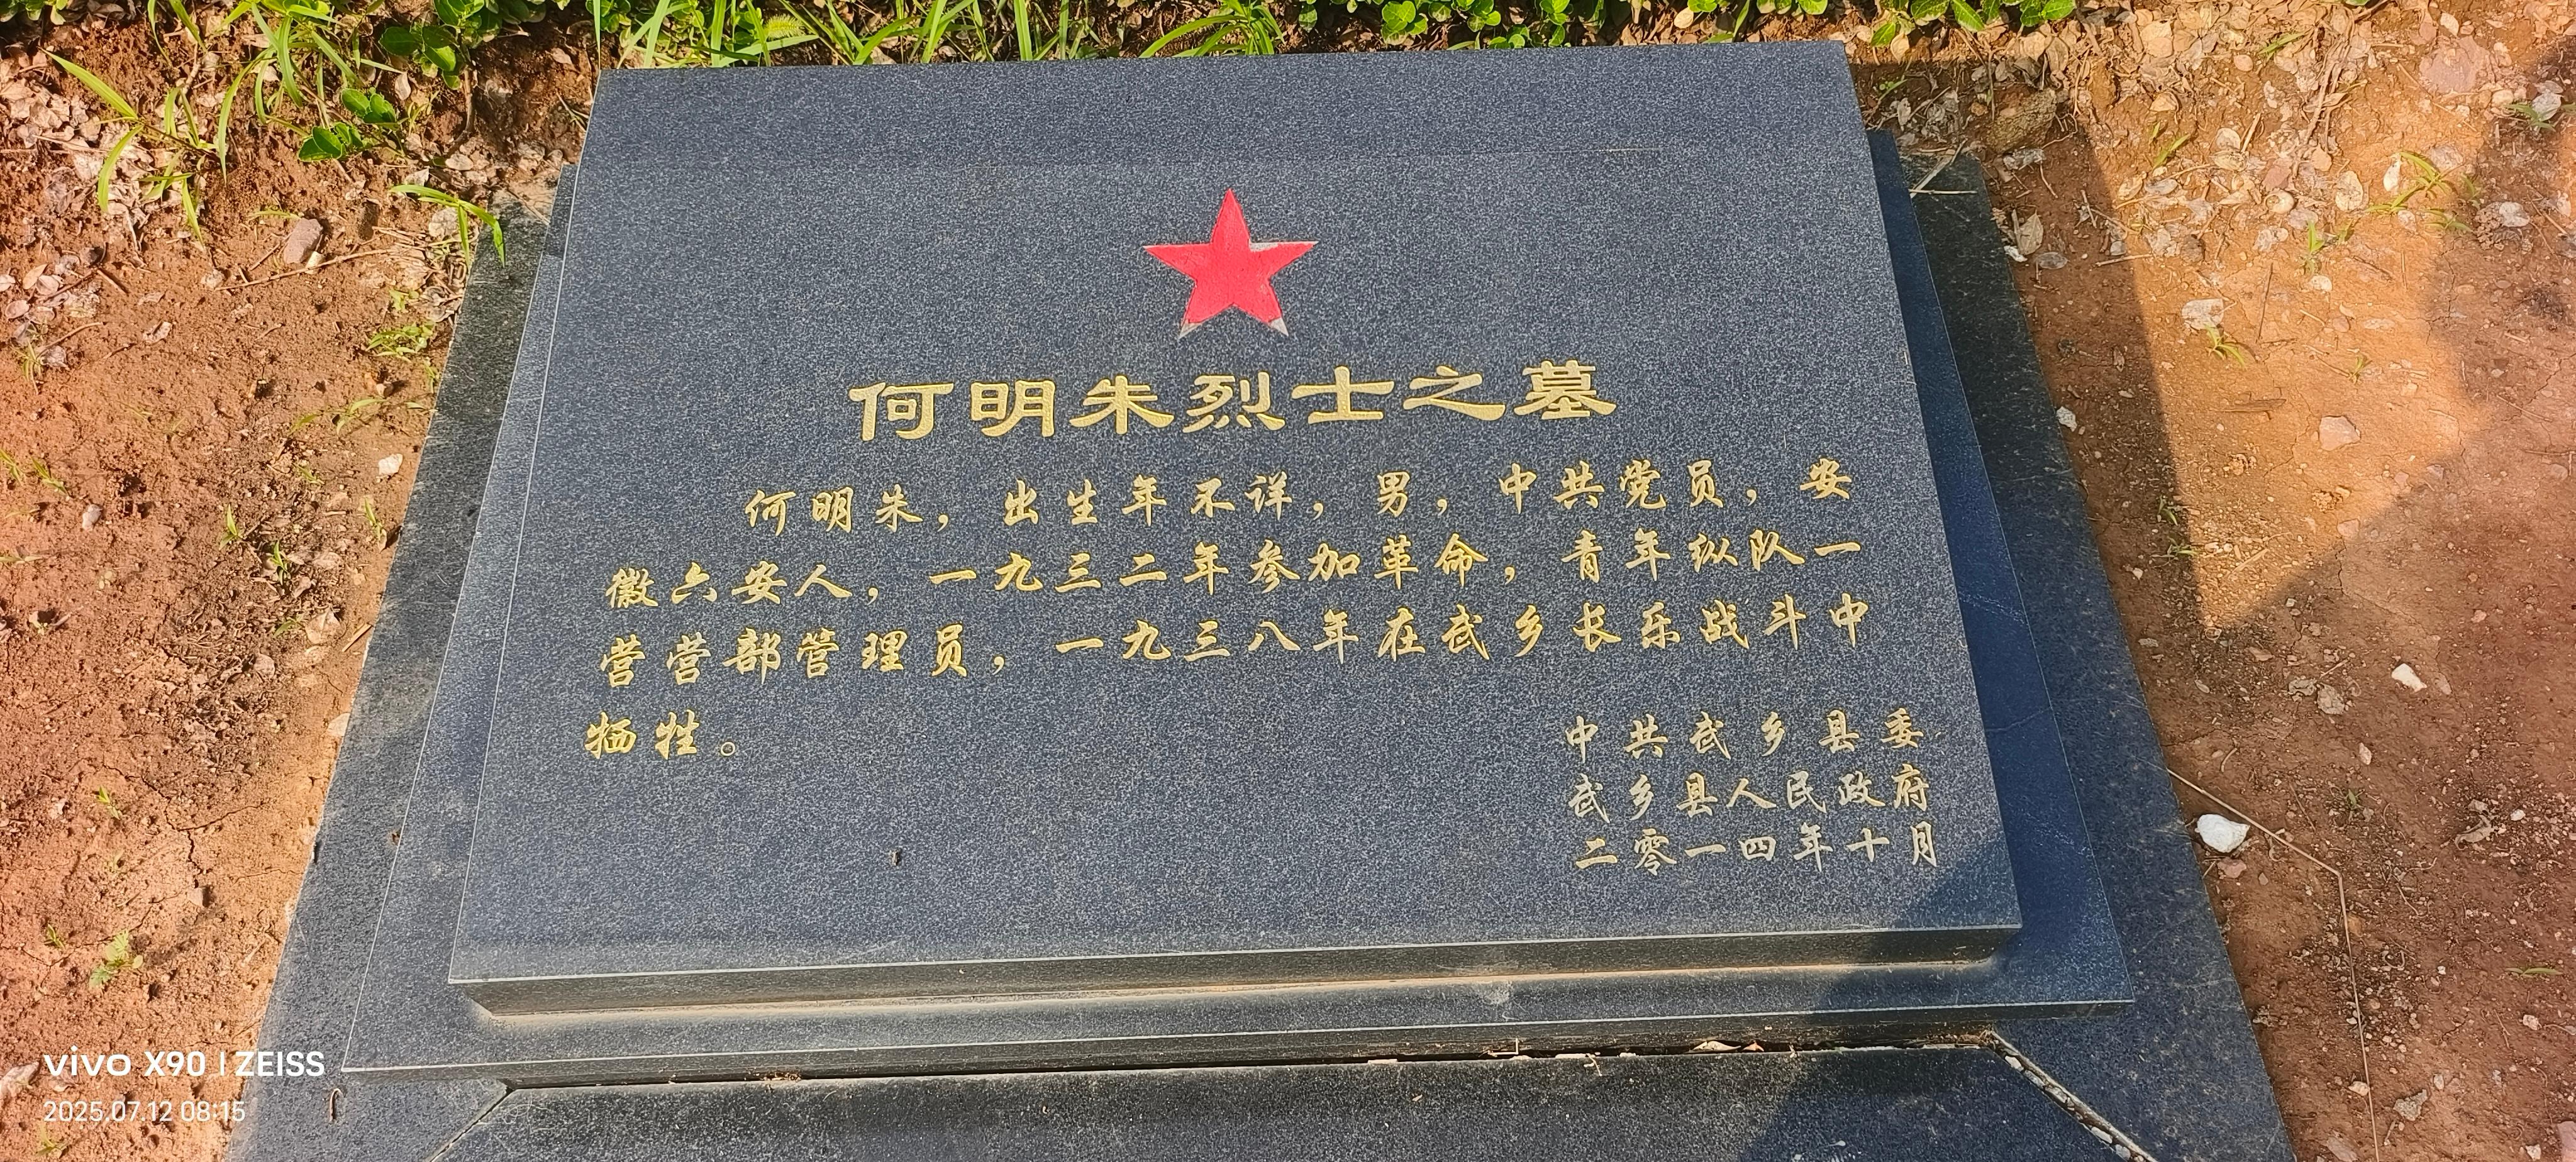 何明朱烈士之墓
何明朱，出生年不详，男，中共党员，安
徽六安人，一九三二年参加革命，青年纵队一
营营部管理员，一九三八年在武乡长乐战斗中
牺牲。
中共武乡县委
武乡县人民政府
二零一四年十月
vivo X90 | ZEISS
2025.07.12 08:15